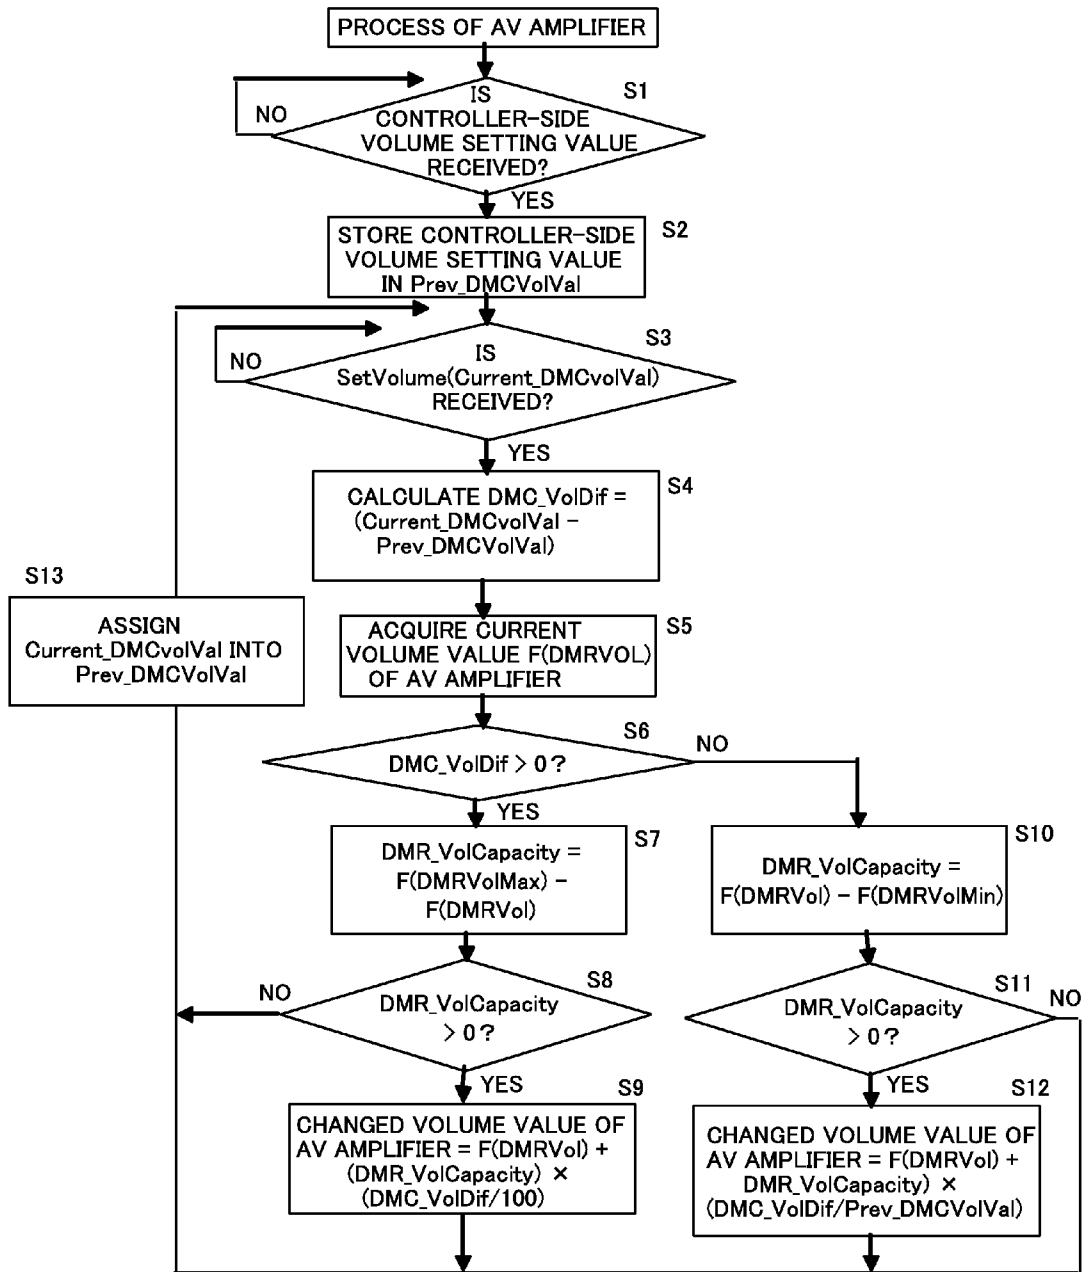 PROCESS OF AV AMPLIFIER
S1
IS
NO
CONTROLLER-SIDE
VOLUME SETTING VALUE
RECEIVED?
YES
S2
STORE CONTROLLER-SIDE
VOLUME SETTING VALUE
IN Prev_DMCVolVal
S3
IS
NO
SetVolume(Current_DMCvolVal)
RECEIVED?
YES
S4
CALCULATE DMC_VolDif =
(Current_DMCvolVal -
Prev_DMCVolVal)
S13
ASSIGN
Current_DMCvolVal INTO
Prev_DMCVolVal
S5
ACQUIRE CURRENT
VOLUME VALUE F(DMRVOL)
OF AV AMPLIFIER
S6
NO
DMC_VolDif > 0?
YES
S7
DMR_VolCapacity =
F(DMRVolMax) -
F(DMRVol)
S10
DMR_VolCapacity =
F(DMRVol) - F(DMRVolMin)
S8
NO
DMR_VolCapacity
> 0?
YES
S11
NO
DMR_VolCapacity
> 0?
YES
S9
CHANGED VOLUME VALUE OF
AV AMPLIFIER = F(DMRVol) +
(DMR_VolCapacity) ×
(DMC_VolDif/100)
S12
CHANGED VOLUME VALUE OF
AV AMPLIFIER = F(DMRVol) +
DMR_VolCapacity) ×
(DMC_VolDif/Prev_DMCVolVal)